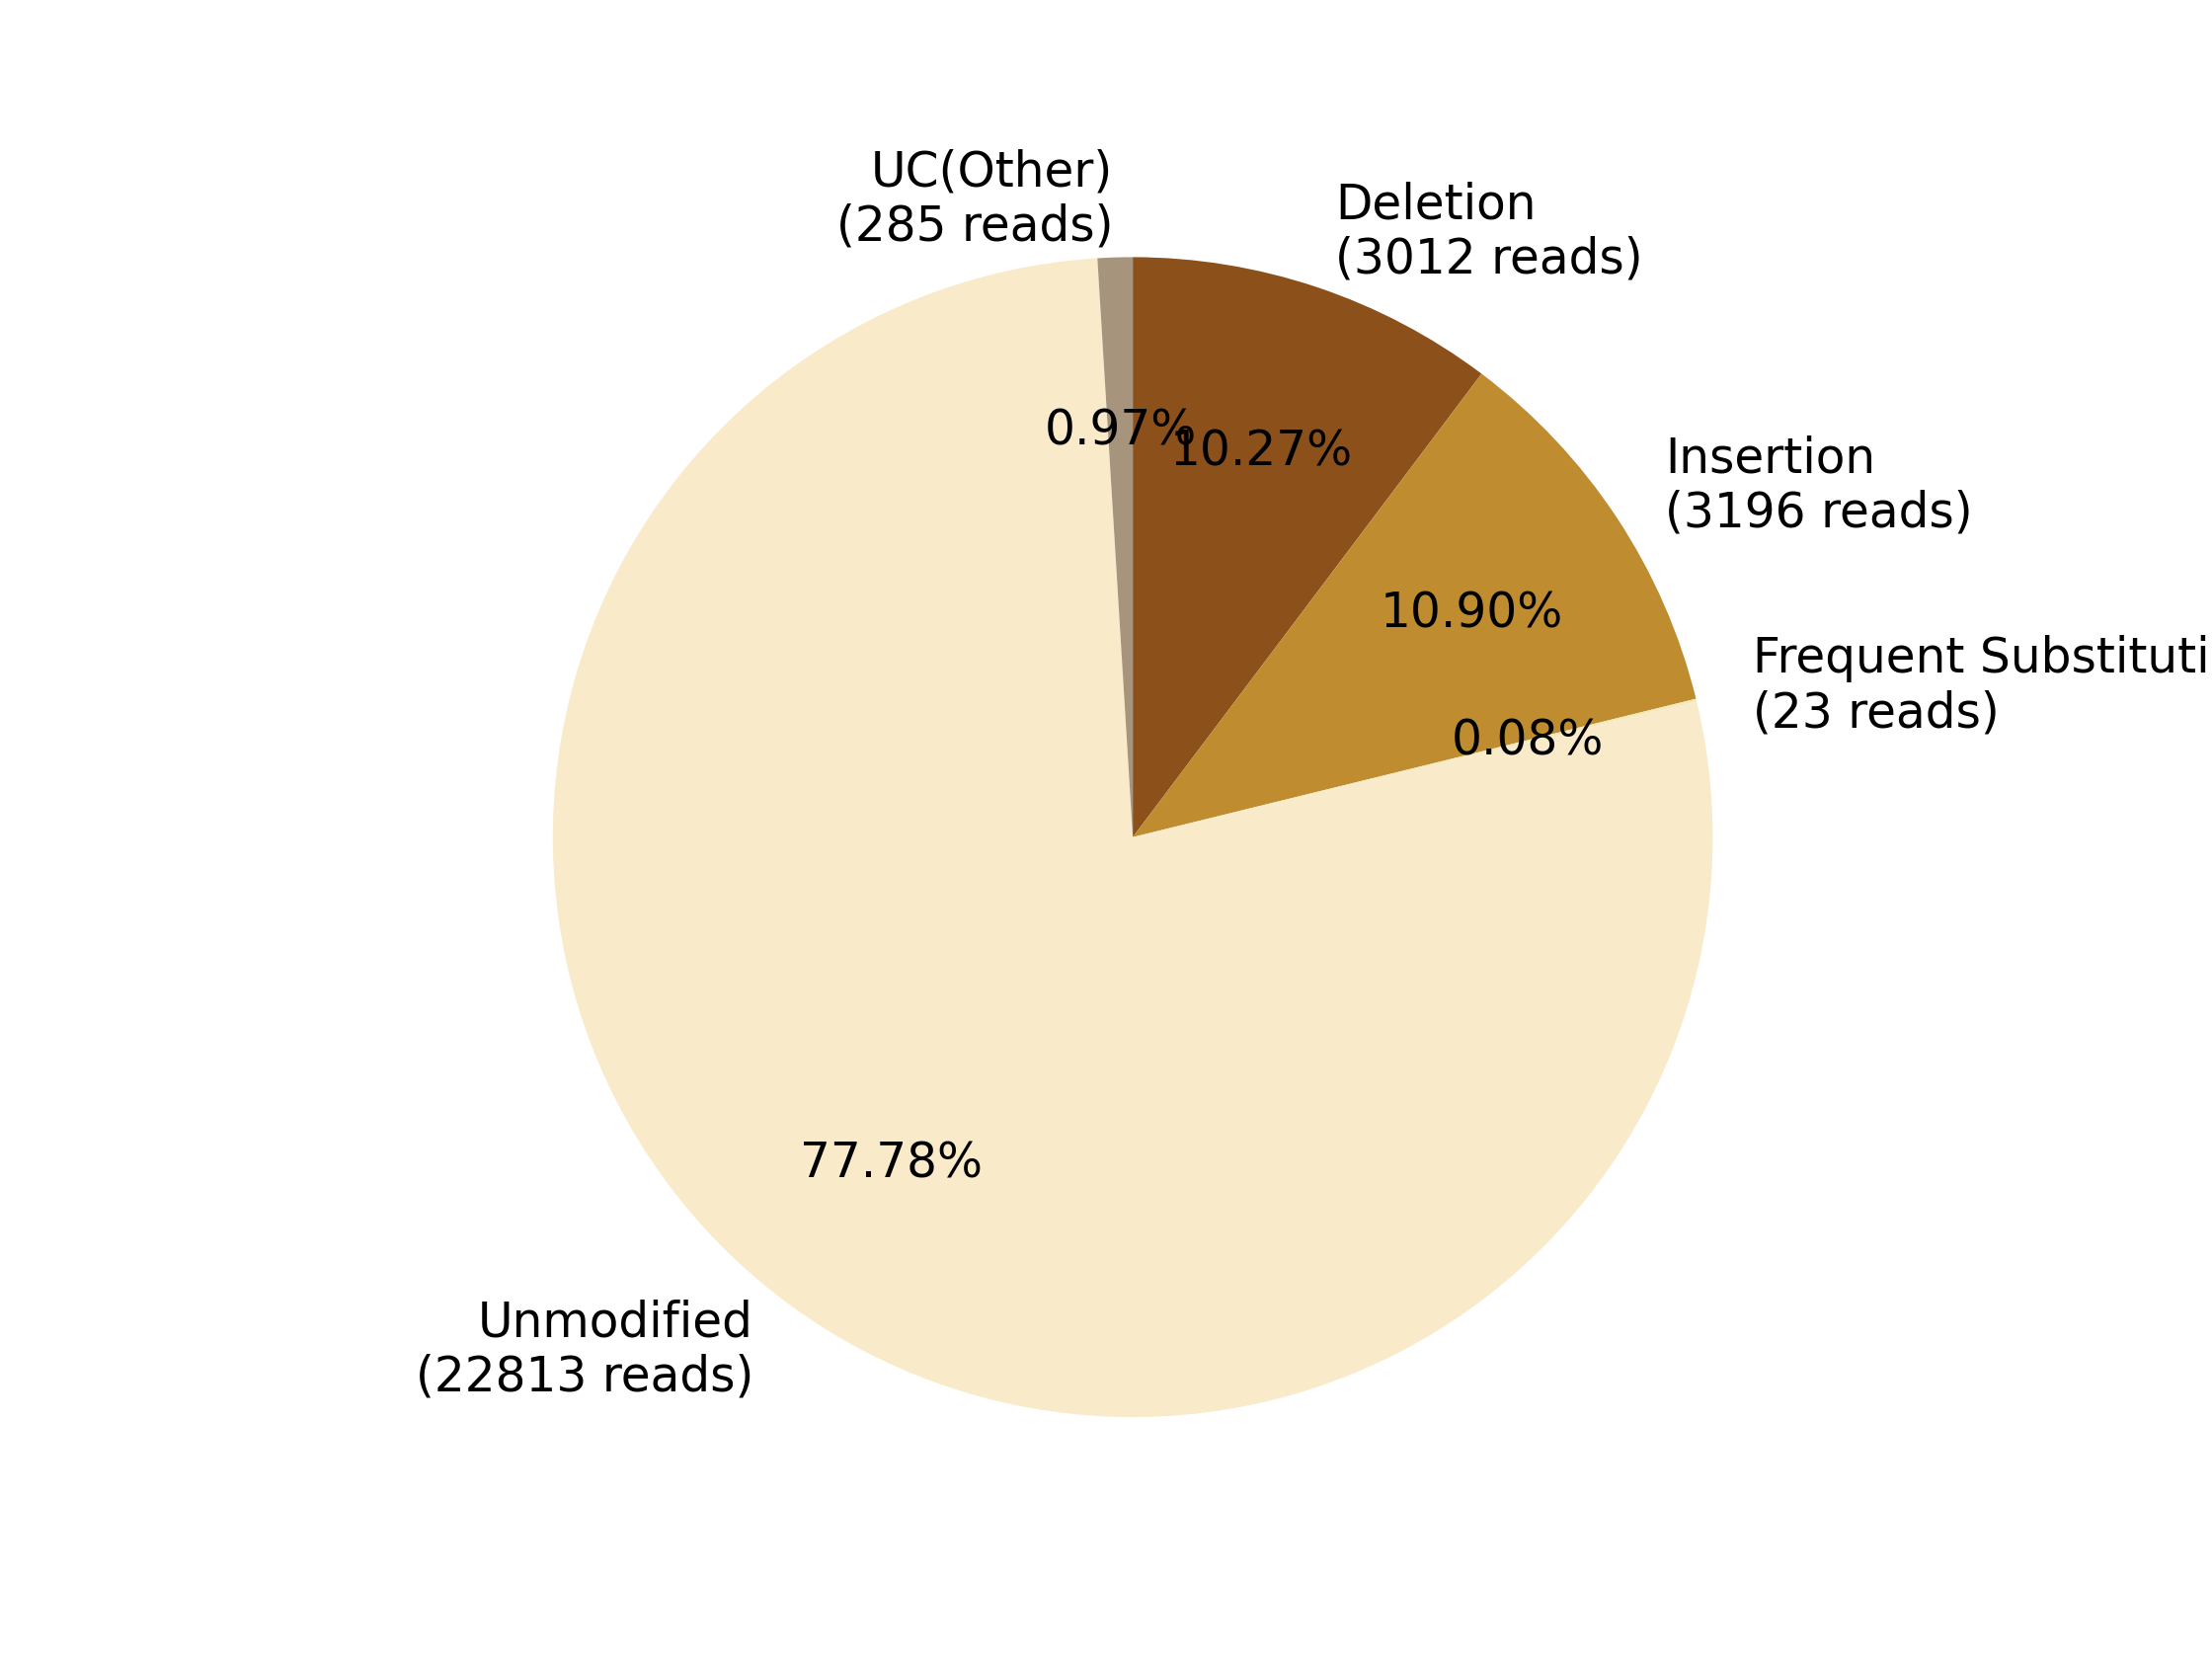 UC(Other)
(285 reads)
Deletion
(3012 reads)
Insertion
(3196 reads)
Frequent Substituti
(23 reads)
Unmodified
(22813 reads)
0.97%
10.27%
10.90%
0.08%
77.78%